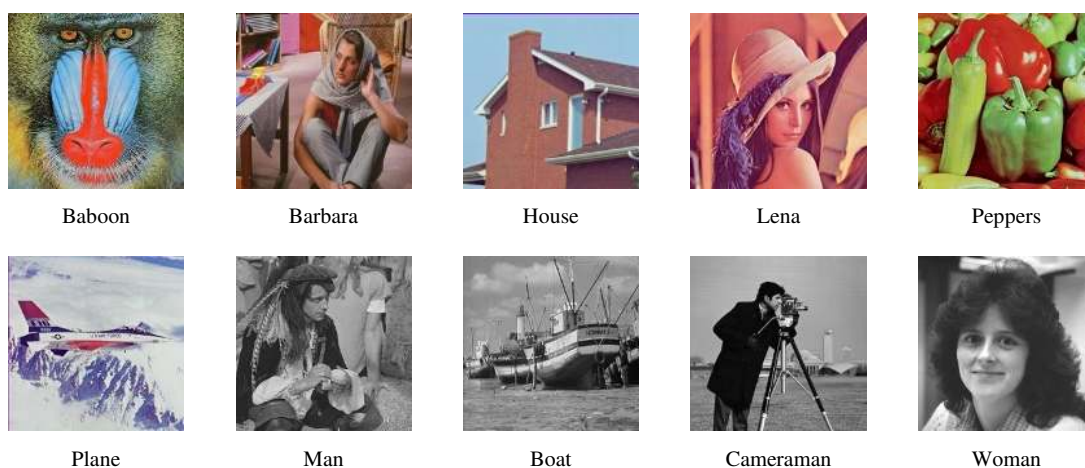 Baboon
Barbara
House
Lena
Peppers
Plane
Man
Boat
Cameraman
Woman